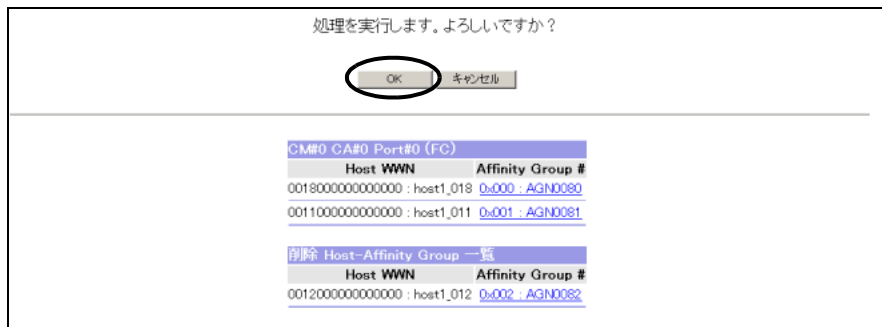 処理を実行します。よろしいですか？
OK キャンセル
CM#0 CA#0 Port#0 (FC)
Host WWN Affinity Group #
0018000000000000 : host1_018 0x000 : AGN0080
0011000000000000 : host1_011 0x001 : AGN0081
削除 Host-Affinity Group 一覧
Host WWN Affinity Group #
0012000000000000 : host1_012 0x002 : AGN0082